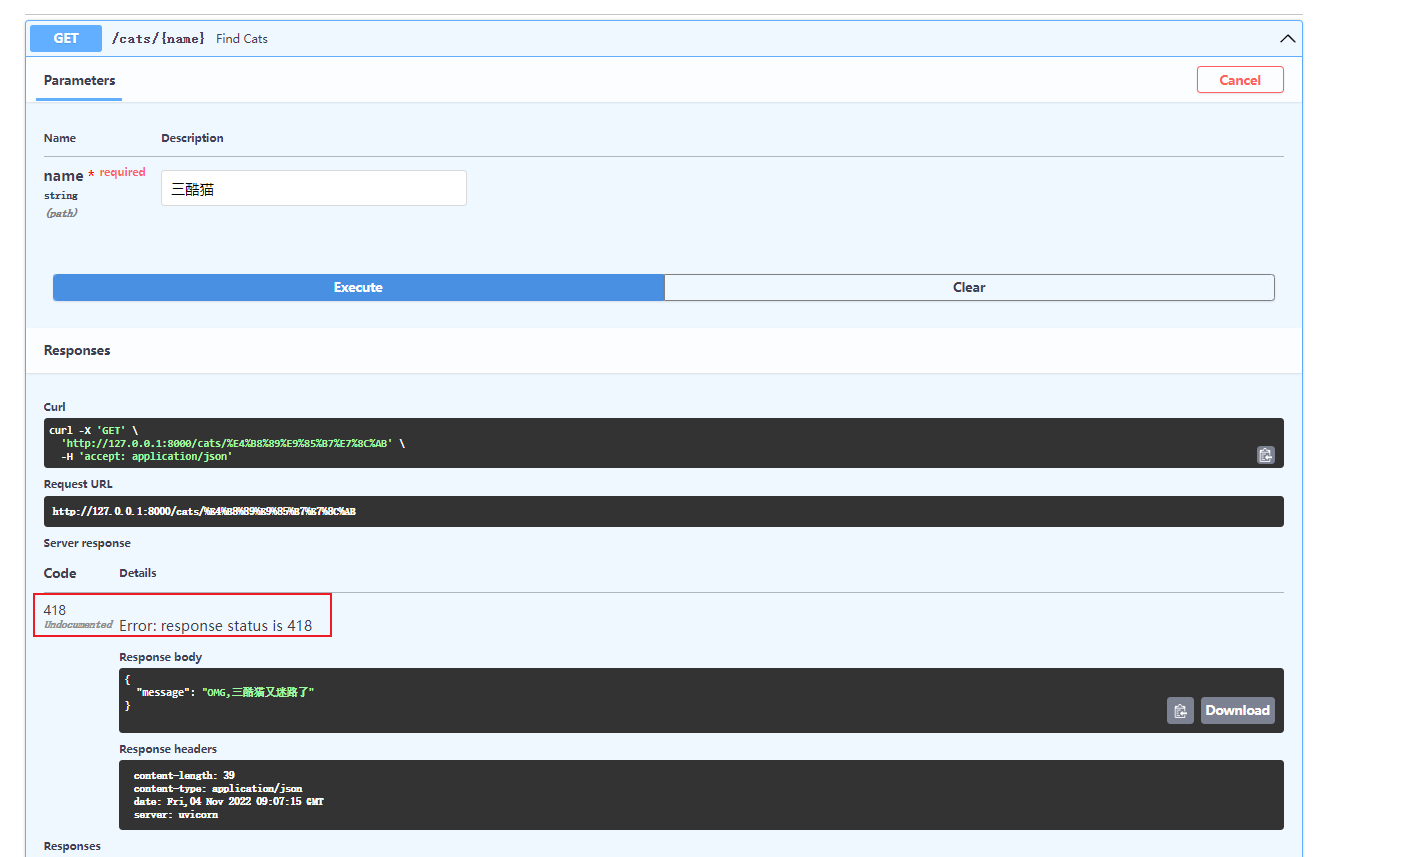 GET /cats/{name} Find Cats
Parameters
Cancel
Name Description
name * required
三酷猫
string
(path)
Execute Clear
Responses
Curl
curl -X 'GET' \
'http://127.0.0.1:8000/cats/%E4%B8%89%E9%85%B7%E7%8C%AB' \
-H 'accept: application/json'
Request URL
http://127.0.0.1:8000/cats/%E4%B8%89%E9%85%B7%E7%8C%AB
Server response
Code Details
418
Undocumented Error: response status is 418
Response body
{
"message": "OMG,三酷猫又迷路了"
}
Download
Response headers
content-length: 39
content-type: application/json
date: Fri,04 Nov 2022 09:07:15 GMT
server: uvicorn
Responses